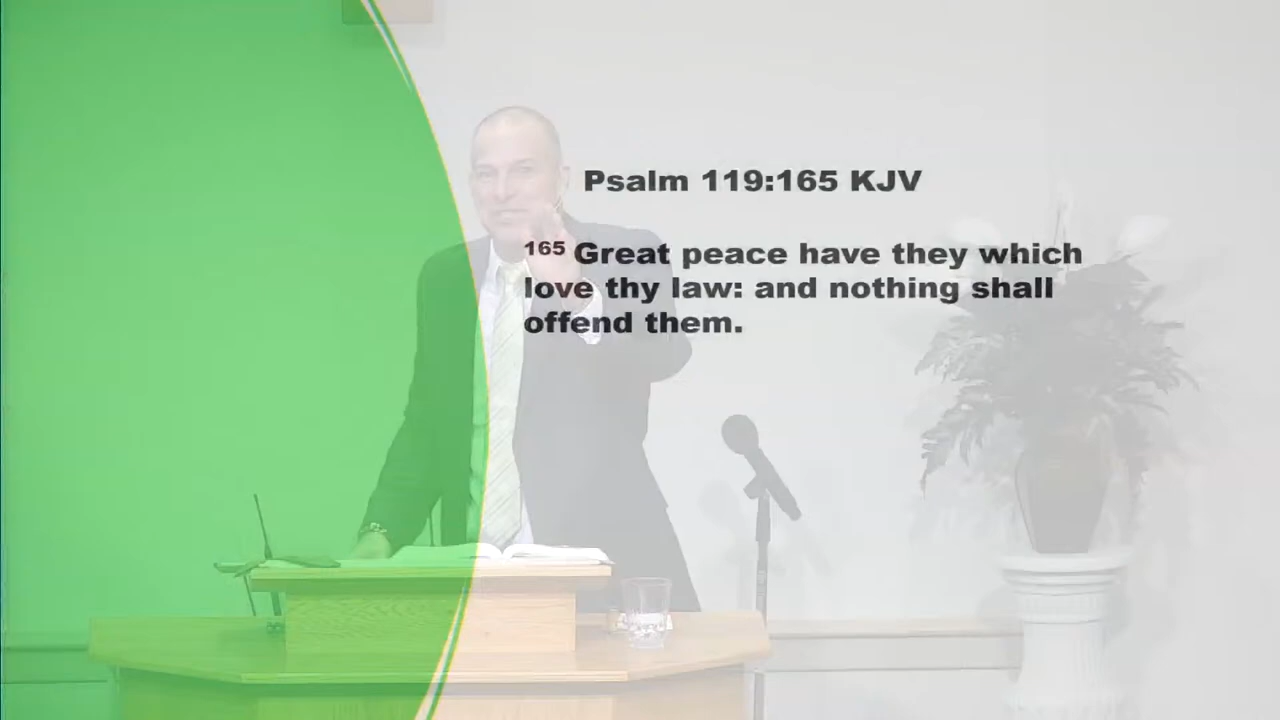 Psalm 119:165 KJV
165 Great peace have they which
love thy law: and nothing shall
offend them.